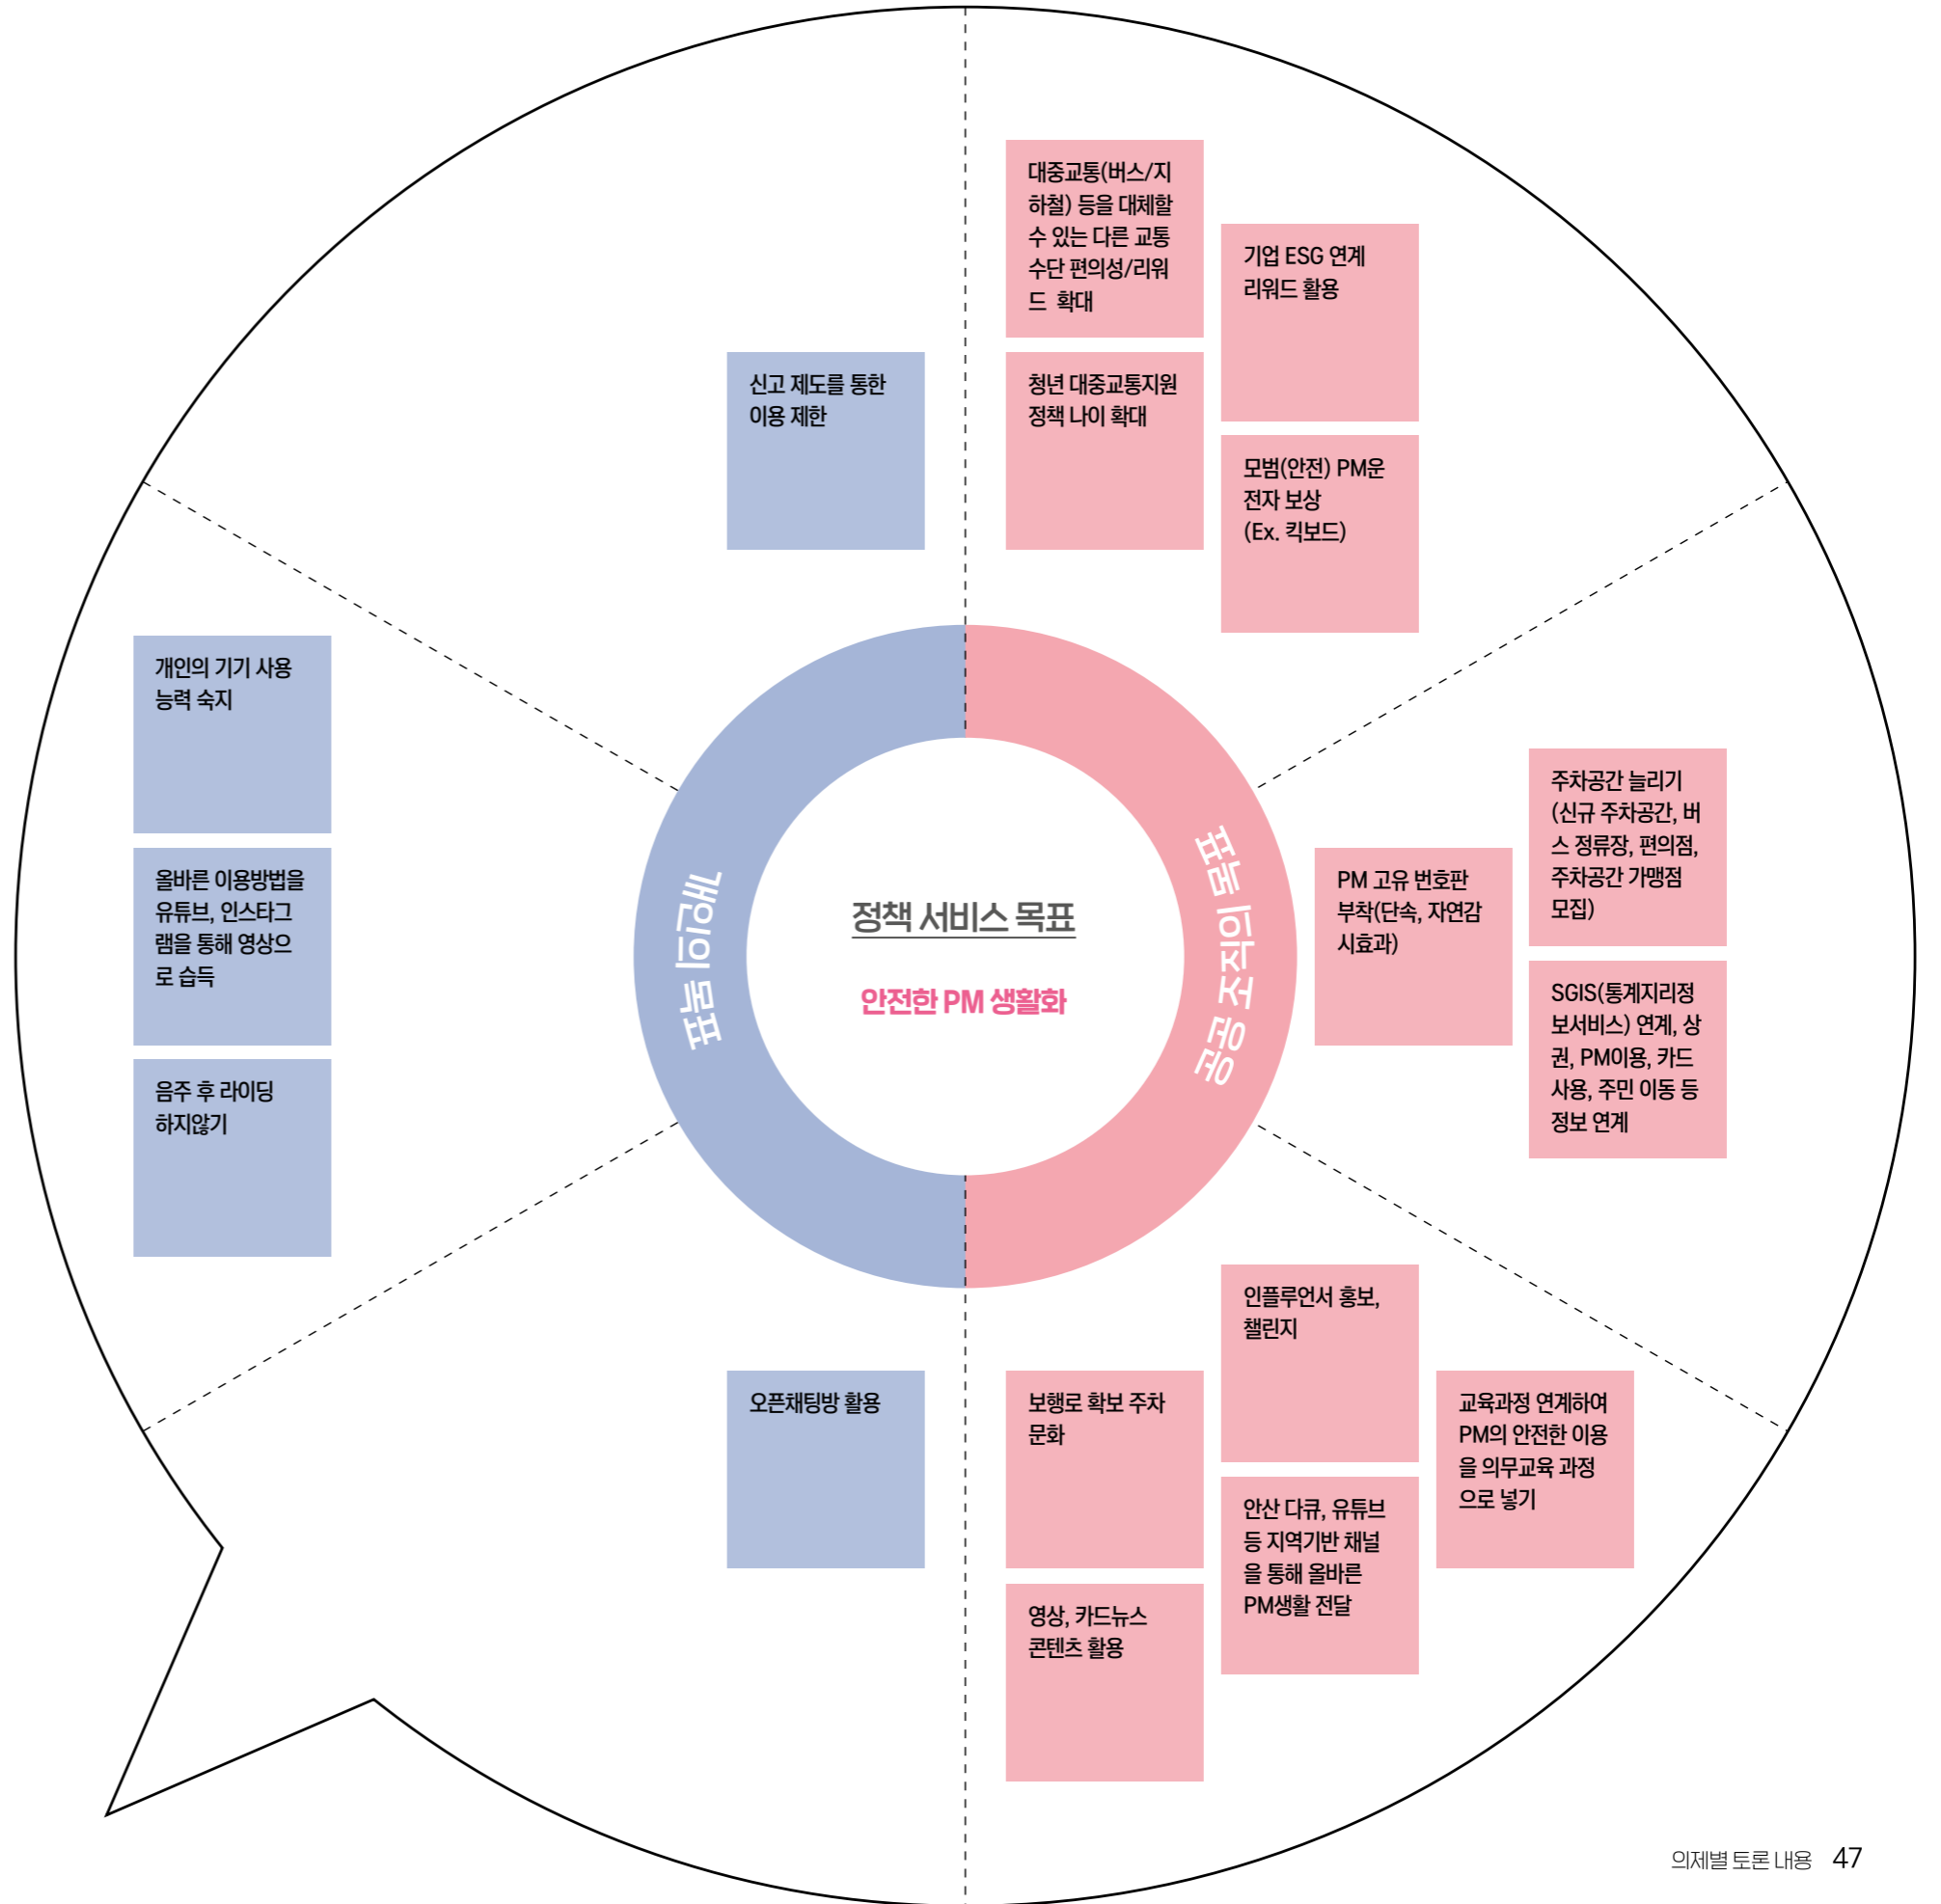 대중교통(버스/지
하철) 등을 대체할
수 있는 다른 교통
수단 편의성/리워
드 확대
기업 ESG 연계
리워드 활용
신고 제도를 통한
이용 제한
청년 대중교통지원
정책 나이 확대
모범(안전) PM운
전자 보상
(Ex. 킥보드)
개인의 기기 사용
능력 숙지
올바른 이용방법을
유튜브, 인스타그
램을 통해 영상으
로 습득
음주 후 라이딩
하지않기
표놈 미그해
정책 서비스 목표
안전한 PM 생활화
공공 조직의 목표
PM 고유 번호판
부착(단속, 자연감
시효과)
주차공간 늘리기
(신규 주차공간, 버
스 정류장, 편의점,
주차공간 가맹점
모집)
SGIS(통계지리정
보서비스) 연계, 상
권, PM이용, 카드
사용, 주민 이동 등
정보 연계
오픈채팅방 활용
보행로 확보 주차
문화
인플루언서 홍보,
챌린지
교육과정 연계하여
PM의 안전한 이용
을 의무교육 과정
으로 넣기
안산 다큐, 유튜브
등 지역기반 채널
을 통해 올바른
PM생활 전달
영상, 카드뉴스
콘텐츠 활용
의제별 토론 내용 47